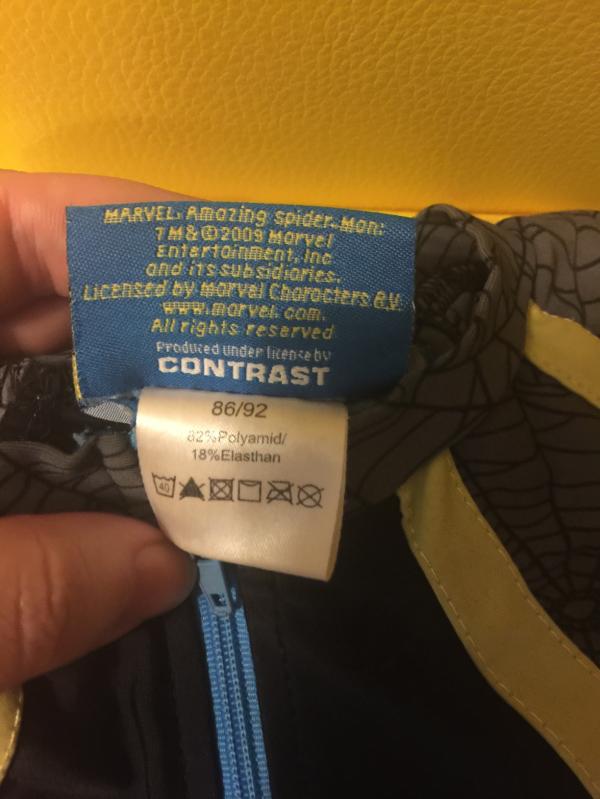 MARVEL, Amazing Spider-Man:
TM & © 2009 Marvel
Entertainment, Inc
and its subsidiaries.
Licensed by Marvel Characters B.V.
www.marvel.com.
All rights reserved
Produced under licence by
CONTRAST
86/92
82%Polyamid/
18%Elasthan
40